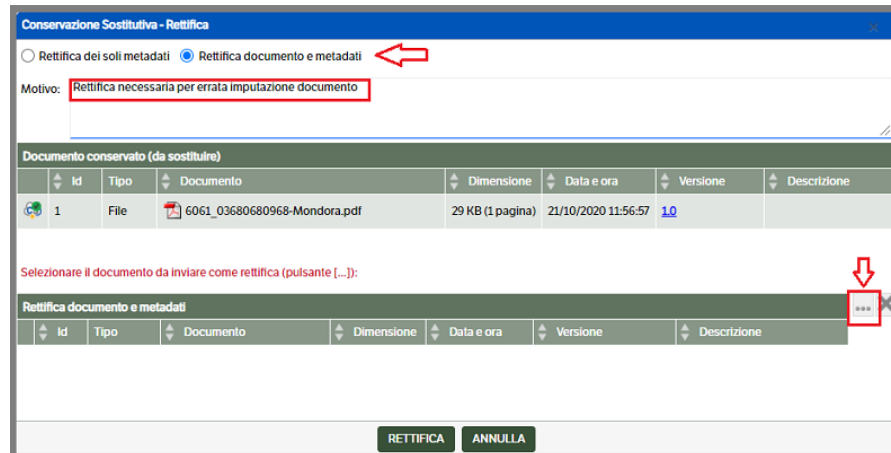 Conservazione Sostitutiva - Rettifica
Rettifica dei soli metadati Rettifica documento e metadati
Motivo: Rettifica necessaria per errata imputazione documento
Documento conservato (da sostituire)
Id Tipo Documento Dimensione Data e ora Versione Descrizione
1 File 6061_03680680968-Mondora.pdf 29 KB (1 pagina) 21/10/2020 11:56:57 1.0
Selezionare il documento da inviare come rettifica (pulsante [...]):
Rettifica documento e metadati ...
Id Tipo Documento Dimensione Data e ora Versione Descrizione
RETTIFICA ANNULLA